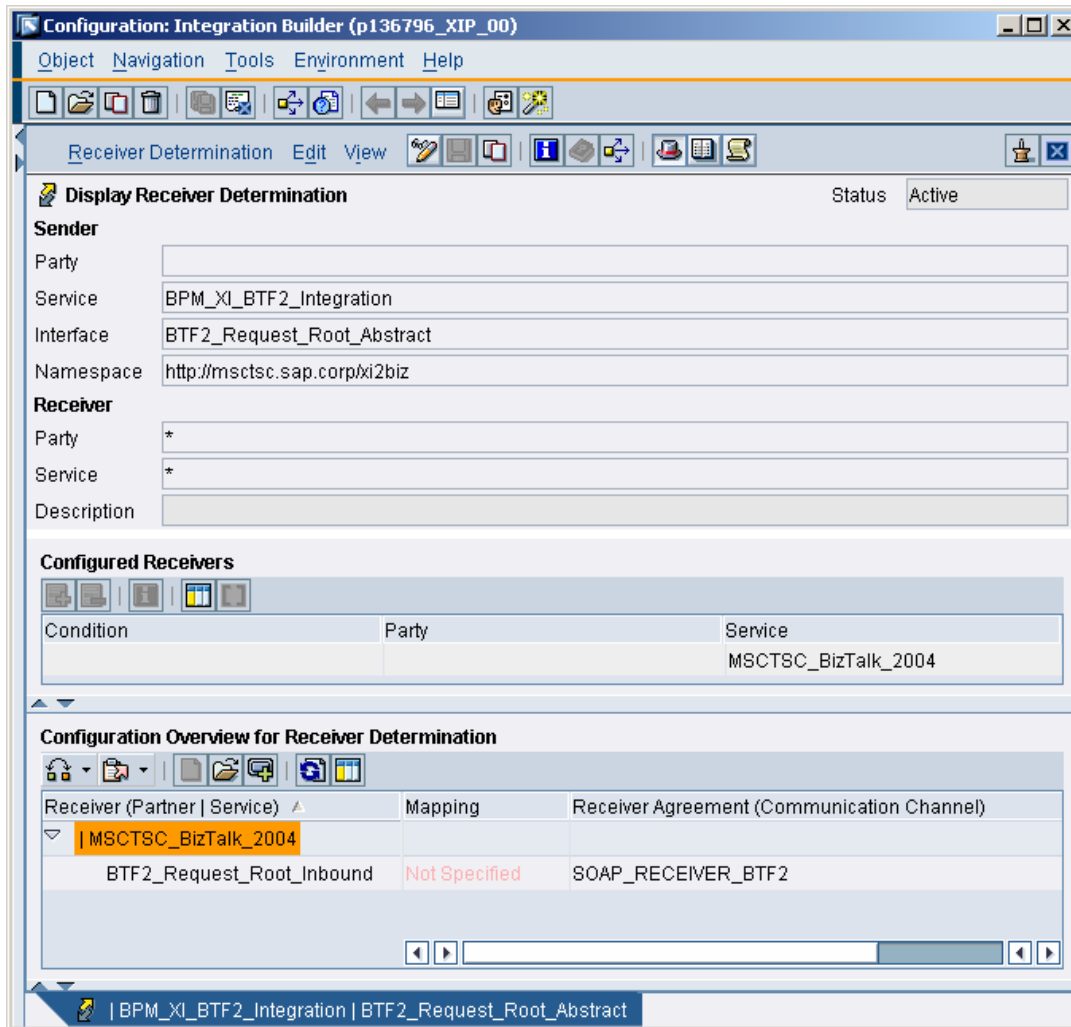 Configuration: Integration Builder (p136796_XIP_00)
Object Navigation Tools Environment Help
Receiver Determination Edit View
Display Receiver Determination Status Active
Sender
Party
Service BPM_XI_BTF2_Integration
Interface BTF2_Request_Root_Abstract
Namespace http://msctsc.sap.corp/xi2biz
Receiver
Party *
Service *
Description
Configured Receivers
Condition Party Service
MSCTSC_BizTalk_2004
Configuration Overview for Receiver Determination
Receiver (Partner | Service) Mapping Receiver Agreement (Communication Channel)
| MSCTSC_BizTalk_2004
BTF2_Request_Root_Inbound Not Specified SOAP_RECEIVER_BTF2
| BPM_XI_BTF2_Integration | BTF2_Request_Root_Abstract